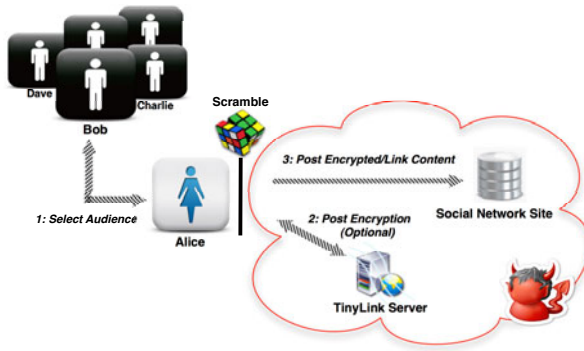 Dave
Charlie
Bob
Scramble
3: Post Encrypted/Link Content
1: Select Audience
Alice
2: Post Encryption
(Optional)
Social Network Site
TinyLink Server